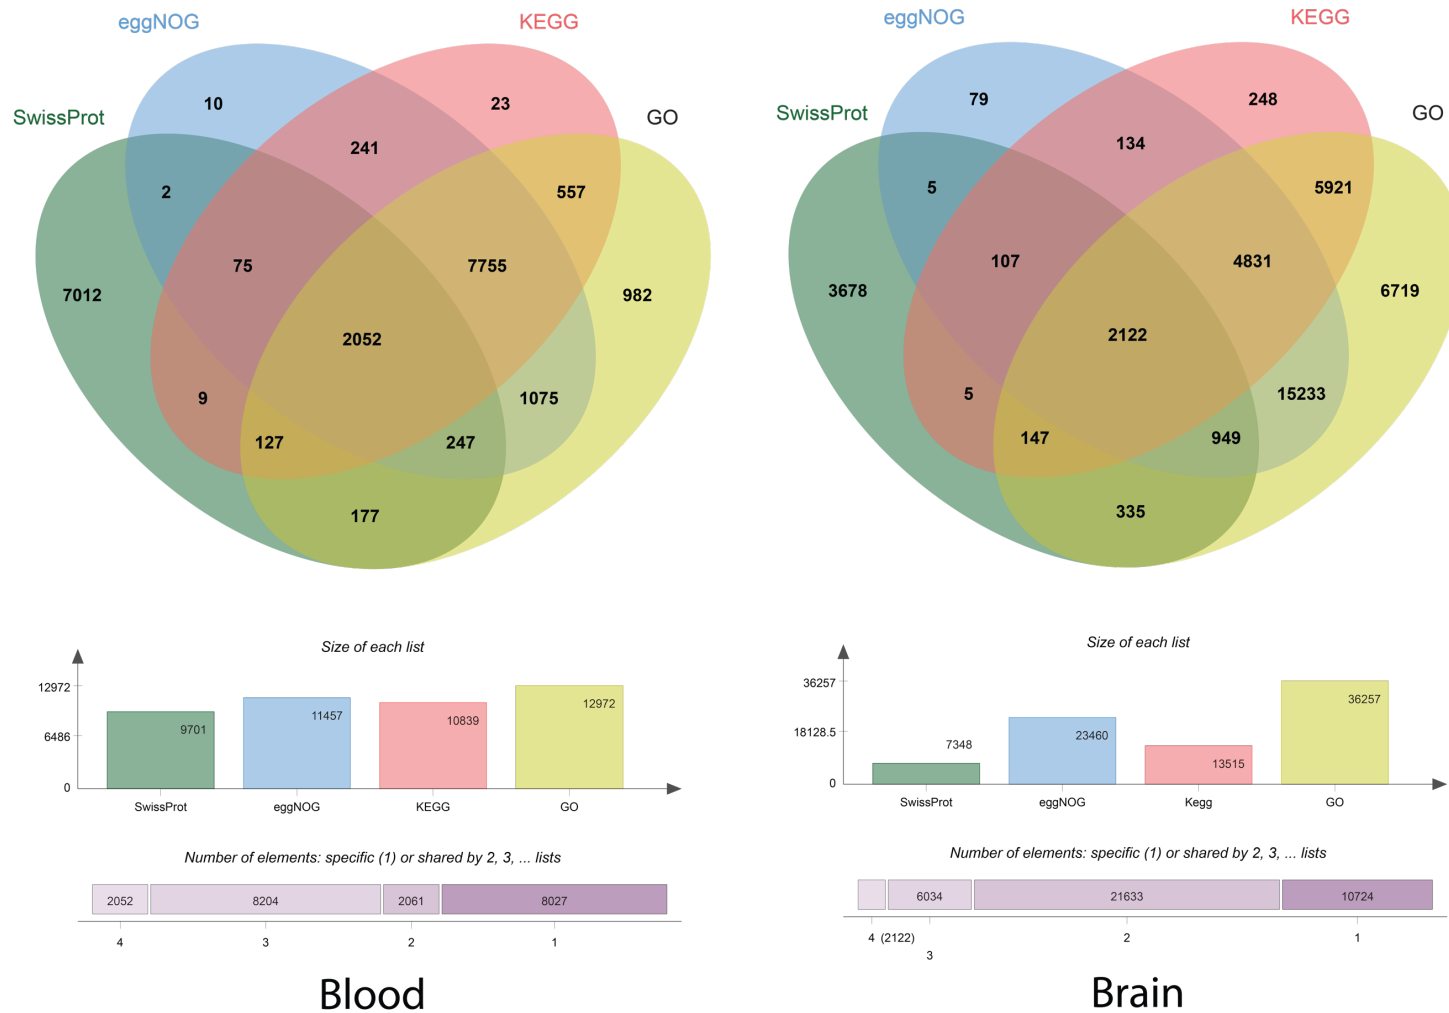 eggNOG KEGG
SwissProt GO
10 23
241
2 557
75 7755
7012 982
2052
9 1075
127 247
177
Size of each list
12972
6486
0
9701 11457 10839 12972
SwissProt eggNOG KEGG GO
Number of elements: specific (1) or shared by 2, 3, ... lists
2052 8204 2061 8027
4 3 2 1
Blood
eggNOG KEGG
SwissProt GO
79 248
134
5 5921
107 4831
3678 6719
2122
5 15233
147 949
335
Size of each list
36257
18128.5
0
7348 23460 13515 36257
SwissProt eggNOG Kegg GO
Number of elements: specific (1) or shared by 2, 3, ... lists
6034 21633 10724
4 (2122) 2 1
3
Brain